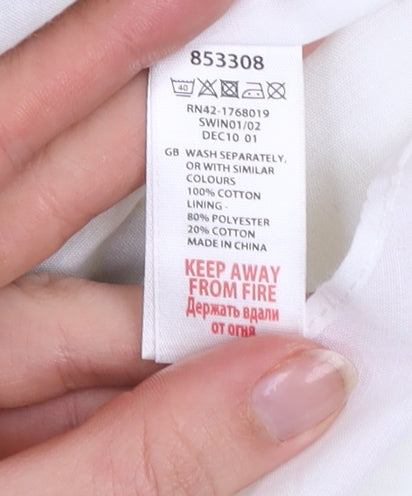 853308
40
RN42-1768019
SWIN01/02
DEC10 01
GB WASH SEPARATELY.
OR WITH SIMILAR
COLOURS
100% COTTON
LINING -
80% POLYESTER
20% COTTON
MADE IN CHINA
KEEP AWAY
FROM FIRE
Держать вдали
от огня